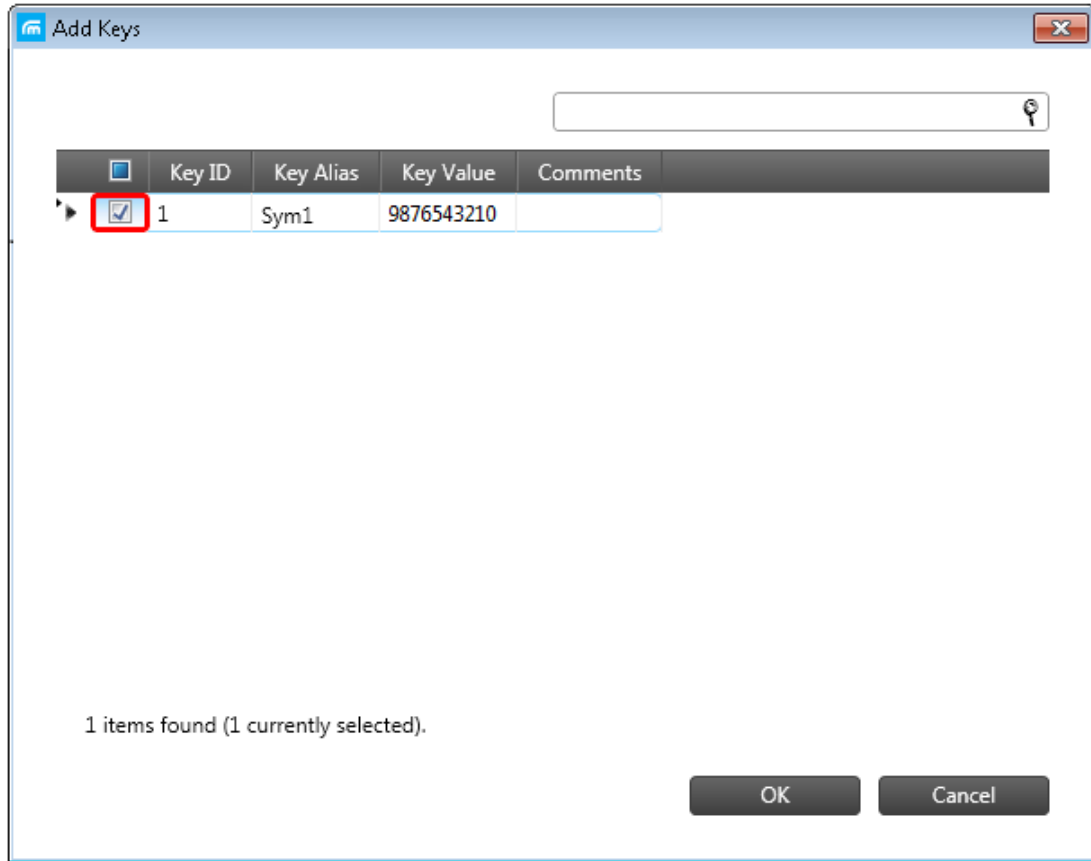 Add Keys
Key ID Key Alias Key Value Comments
1 Sym1 9876543210
1 items found (1 currently selected).
OK Cancel